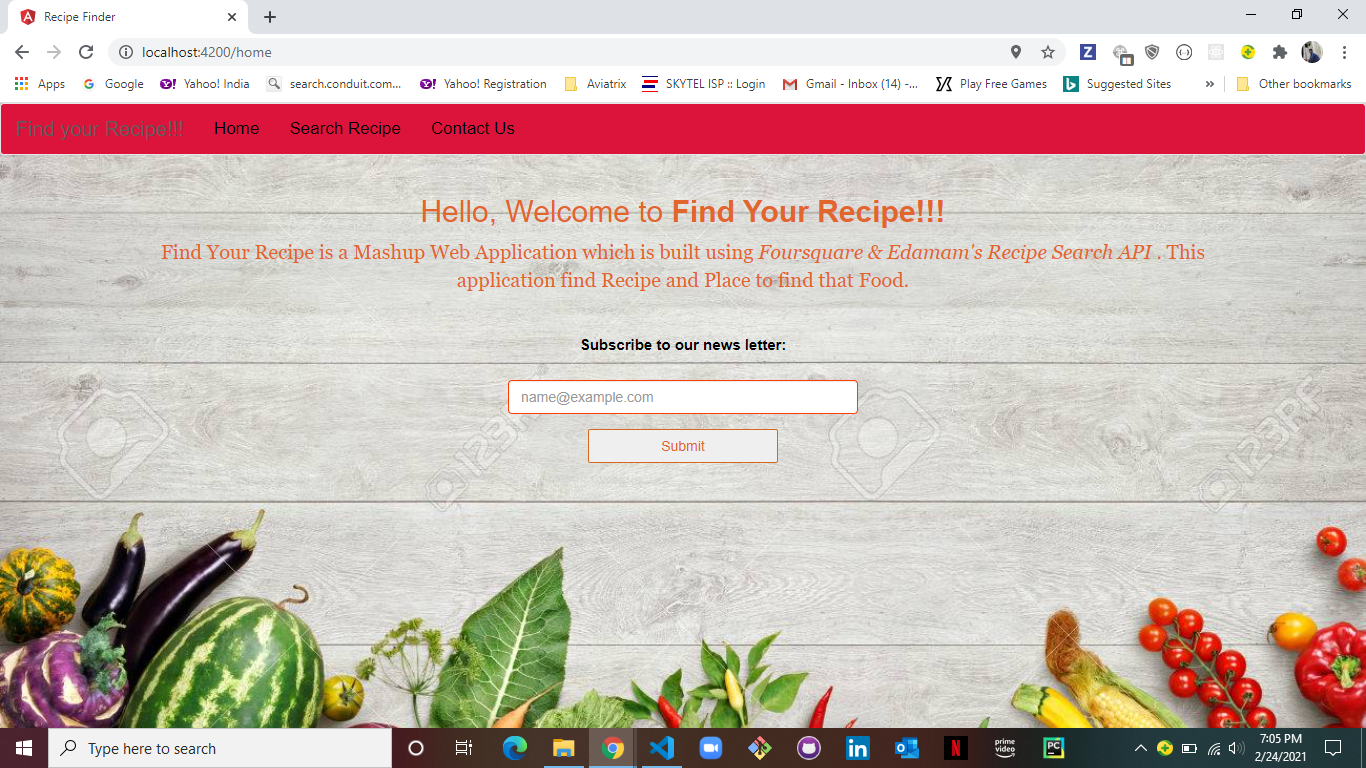 Recipe Finder
localhost:4200/home
Apps Google Yahoo! India search.conduit.com... Yahoo! Registration Aviatrix SKYTEL ISP :: Login Gmail - Inbox (14) -... Play Free Games Suggested Sites » Other bookmarks
Find your Recipe!!! Home Search Recipe Contact Us
Hello, Welcome to Find Your Recipe!!!
Find Your Recipe is a Mashup Web Application which is built using Foursquare & Edamam's Recipe Search API . This
application find Recipe and Place to find that Food.
Subscribe to our news letter:
name@example.com
Submit
123RF 123RF
Type here to search
prime video
PC
7:05 PM
2/24/2021